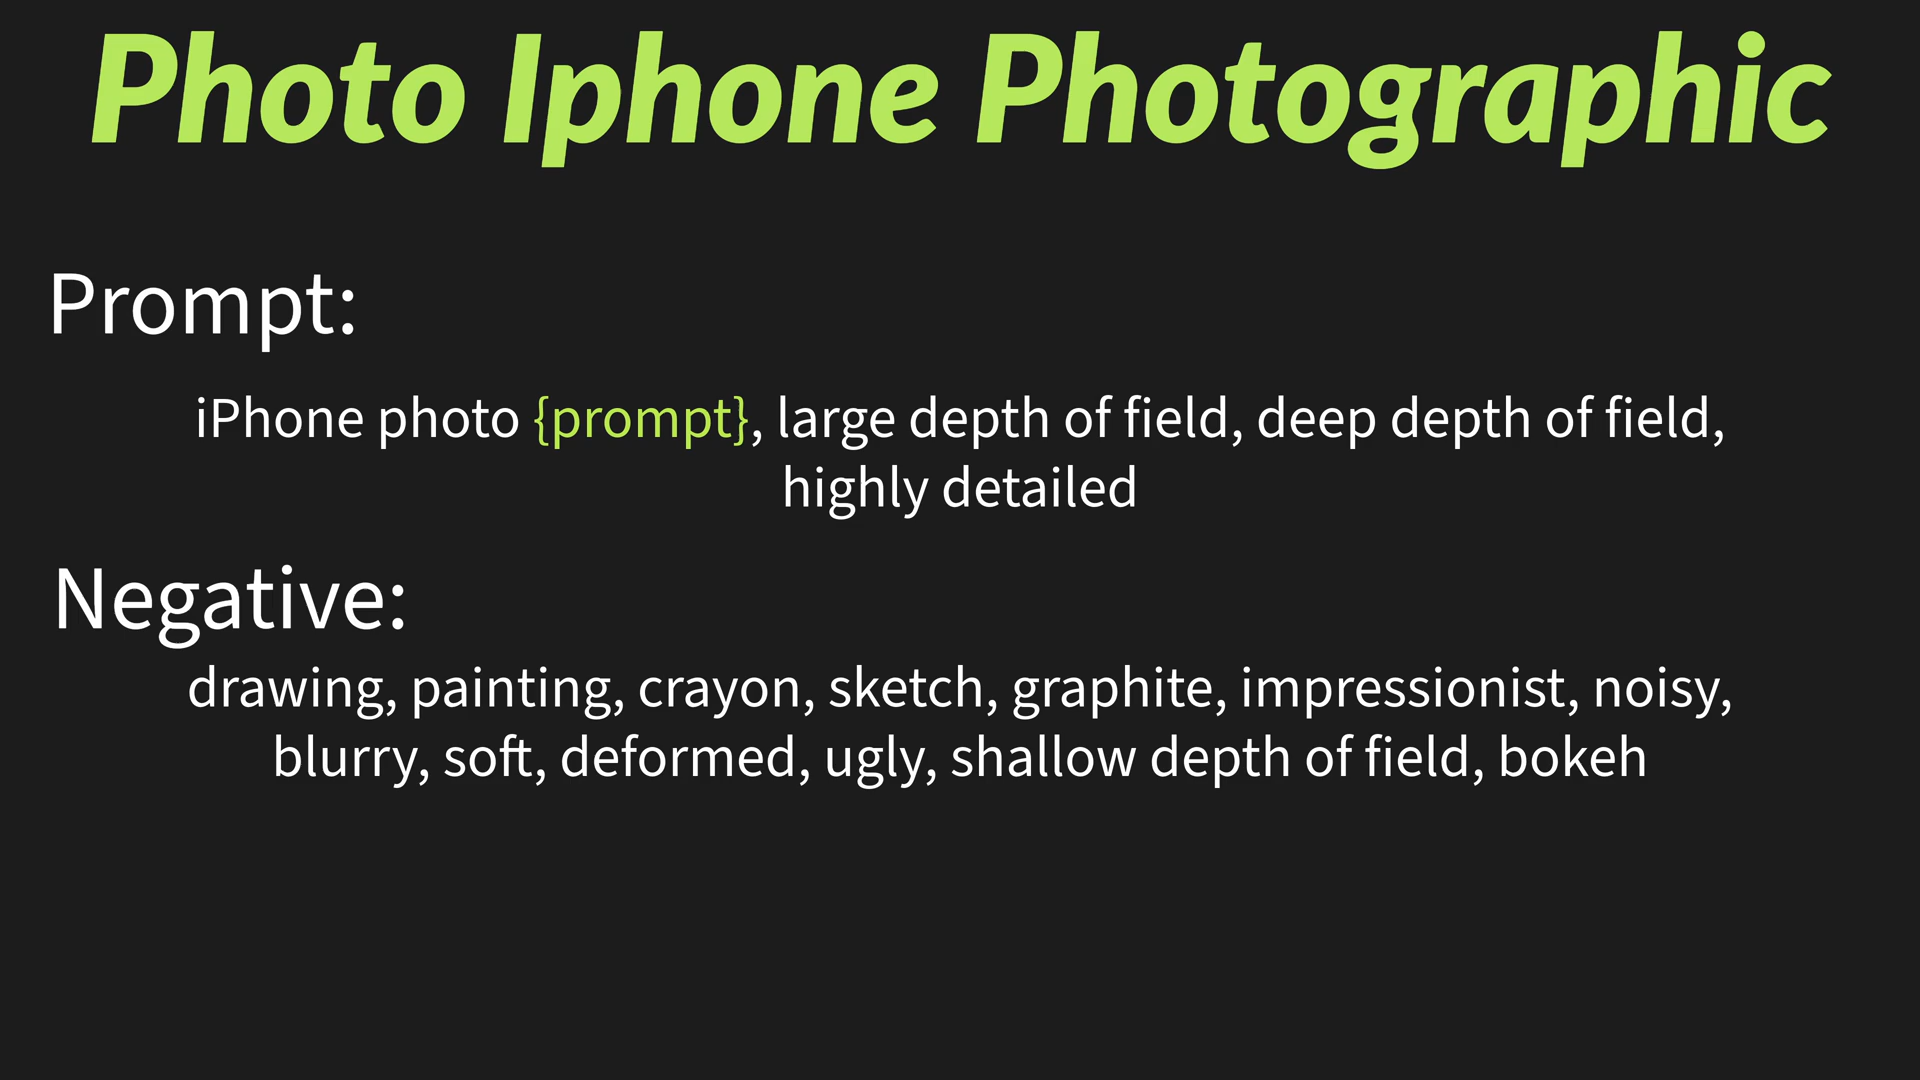 Photo Iphone Photographic
Prompt:
iPhone photo {prompt}, large depth of field, deep depth of field,
highly detailed
Negative:
drawing, painting, crayon, sketch, graphite, impressionist, noisy,
blurry, soft, deformed, ugly, shallow depth of field, bokeh